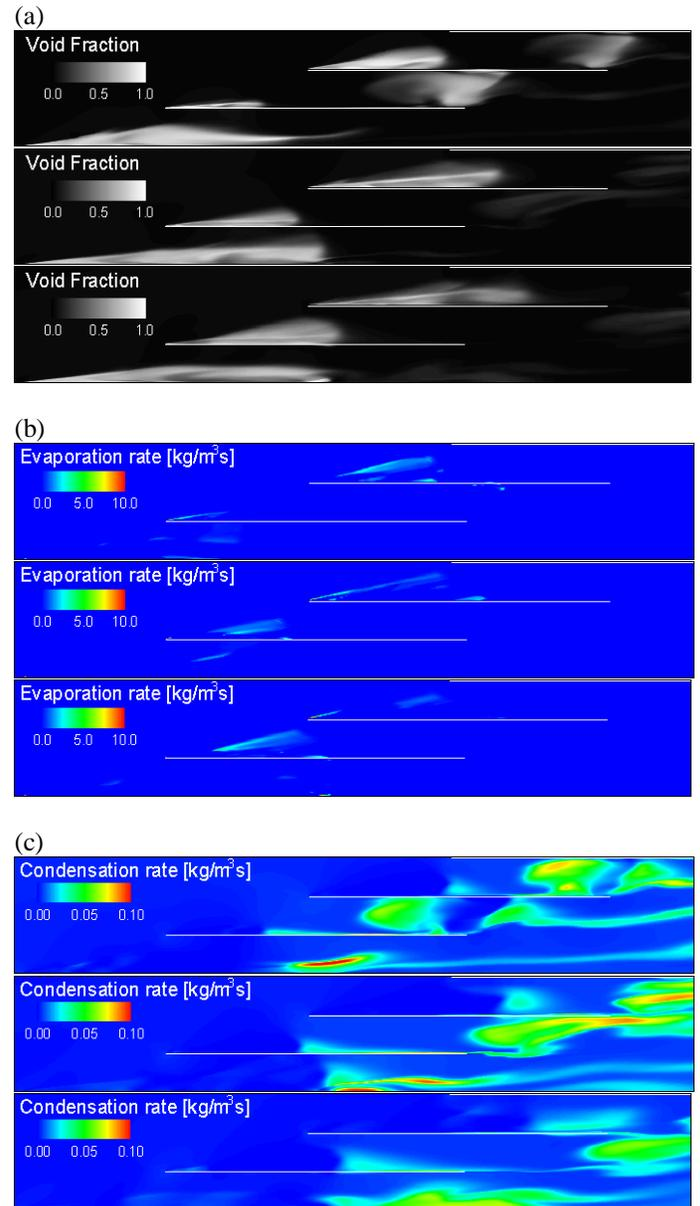 (a)
Void Fraction
0.0 0.5 1.0
Void Fraction
0.0 0.5 1.0
Void Fraction
0.0 0.5 1.0
(b)
Evaporation rate [kg/m³s]
0.0 5.0 10.0
Evaporation rate [kg/m³s]
0.0 5.0 10.0
Evaporation rate [kg/m³s]
0.0 5.0 10.0
(c)
Condensation rate [kg/m³s]
0.00 0.05 0.10
Condensation rate [kg/m³s]
0.00 0.05 0.10
Condensation rate [kg/m³s]
0.00 0.05 0.10